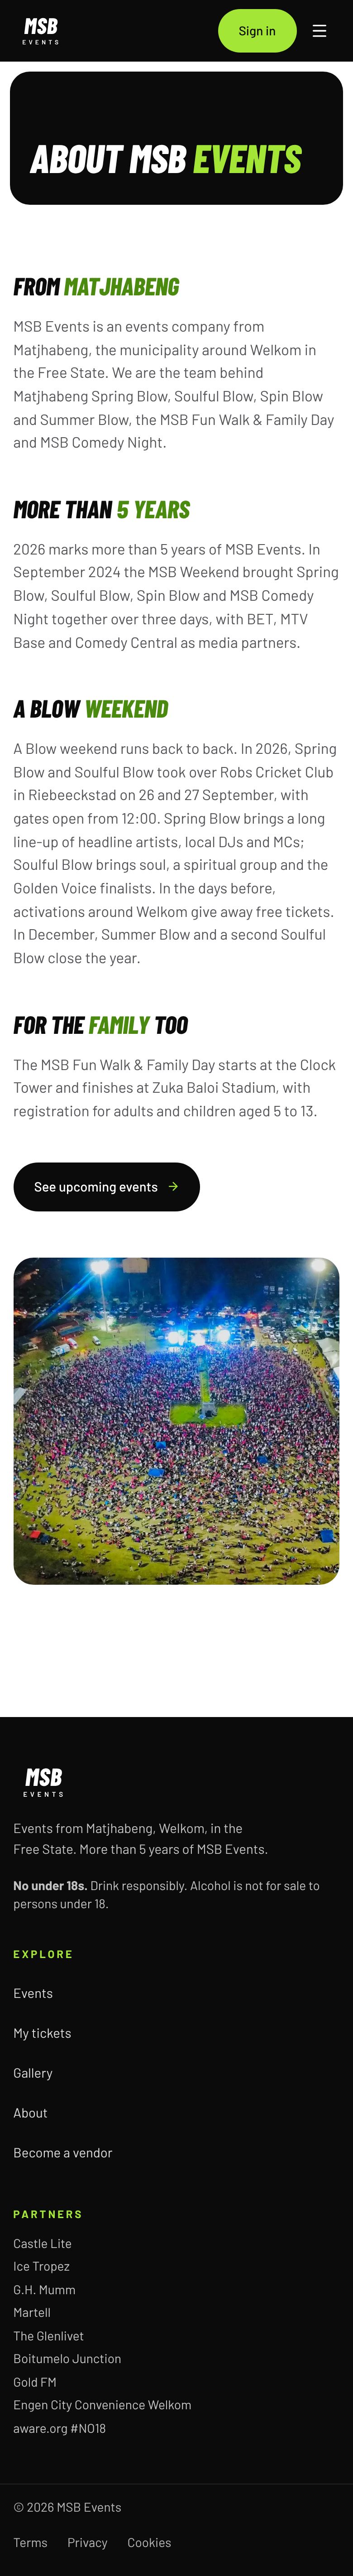 MSB
EVENTS
Sign in
ABOUT MSB EVENTS
FROM MATJHABENG
MSB Events is an events company from
Matjhabeng, the municipality around Welkom in
the Free State. We are the team behind
Matjhabeng Spring Blow, Soulful Blow, Spin Blow
and Summer Blow, the MSB Fun Walk & Family Day
and MSB Comedy Night.
MORE THAN 5 YEARS
2026 marks more than 5 years of MSB Events. In
September 2024 the MSB Weekend brought Spring
Blow, Soulful Blow, Spin Blow and MSB Comedy
Night together over three days, with BET, MTV
Base and Comedy Central as media partners.
A BLOW WEEKEND
A Blow weekend runs back to back. In 2026, Spring
Blow and Soulful Blow took over Robs Cricket Club
in Riebeeckstad on 26 and 27 September, with
gates open from 12:00. Spring Blow brings a long
line-up of headline artists, local DJs and MCs;
Soulful Blow brings soul, a spiritual group and the
Golden Voice finalists. In the days before,
activations around Welkom give away free tickets.
In December, Summer Blow and a second Soulful
Blow close the year.
FOR THE FAMILY TOO
The MSB Fun Walk & Family Day starts at the Clock
Tower and finishes at Zuka Baloi Stadium, with
registration for adults and children aged 5 to 13.
See upcoming events
MSB
EVENTS
Events from Matjhabeng, Welkom, in the
Free State. More than 5 years of MSB Events.
No under 18s. Drink responsibly. Alcohol is not for sale to
persons under 18.
EXPLORE
Events
My tickets
Gallery
About
Become a vendor
PARTNERS
Castle Lite
Ice Tropez
G.H. Mumm
Martell
The Glenlivet
Boitumelo Junction
Gold FM
Engen City Convenience Welkom
aware.org #NO18
© 2026 MSB Events
Terms Privacy Cookies